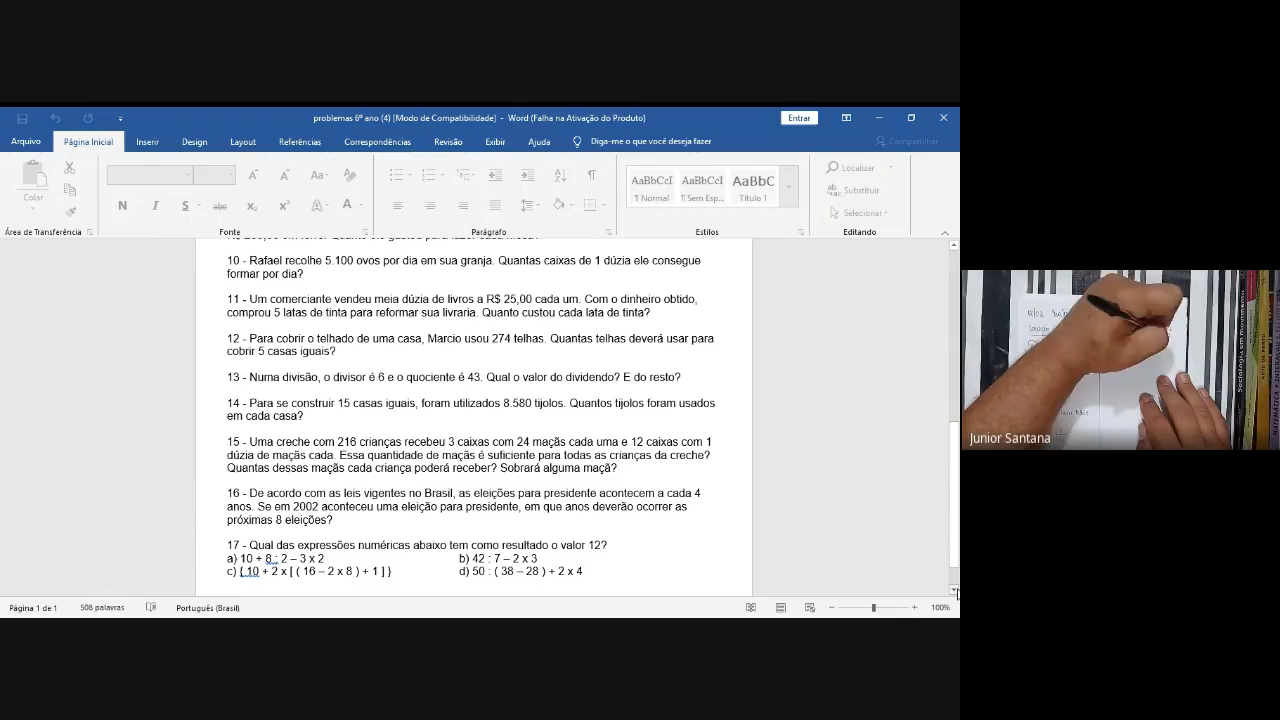 problemas 6º ano (4) [Modo de Compatibilidade] - Word (Falha na Ativação do Produto)
Entrar
Arquivo Página Inicial Inserir Design Layout Referências Correspondências Revisão Exibir Ajuda Diga-me o que você deseja fazer Compartilhar
Colar
Área de Transferência
N I S abc X₂ X² A A
Aa
Fonte
Parágrafo
AaBbCcI AaBbCcI AaBbC
¶ Normal ¶ Sem Esp... Título 1
Estilos
Localizar
Substituir
Selecionar
Editando
10 - Rafael recolhe 5.100 ovos por dia em sua granja. Quantas caixas de 1 dúzia ele consegue
formar por dia?
11 - Um comerciante vendeu meia dúzia de livros a R$ 25,00 cada um. Com o dinheiro obtido,
comprou 5 latas de tinta para reformar sua livraria. Quanto custou cada lata de tinta?
12 - Para cobrir o telhado de uma casa, Marcio usou 274 telhas. Quantas telhas deverá usar para
cobrir 5 casas iguais?
13 - Numa divisão, o divisor é 6 e o quociente é 43. Qual o valor do dividendo? E do resto?
14 - Para se construir 15 casas iguais, foram utilizados 8.580 tijolos. Quantos tijolos foram usados
em cada casa?
15 - Uma creche com 216 crianças recebeu 3 caixas com 24 maçãs cada uma e 12 caixas com 1
dúzia de maçãs cada. Essa quantidade de maçã é suficiente para todas as crianças da creche?
Quantas dessas maçãs cada criança poderá receber? Sobrará alguma maçã?
16 - De acordo com as leis vigentes no Brasil, as eleições para presidente acontecem a cada 4
anos. Se em 2002 aconteceu uma eleição para presidente, em que anos deverão ocorrer as
próximas 8 eleições?
17 - Qual das expressões numéricas abaixo tem como resultado o valor 12?
a) 10 + 8 : 2 – 3 x 2 b) 42 : 7 – 2 x 3
c) { 10 + 2 x [ ( 16 – 2 x 8 ) + 1 ] } d) 50 : ( 38 – 28 ) + 2 x 4
Página 1 de 1 508 palavras Português (Brasil) 100%
Junior Santana
Sociologia em movimento